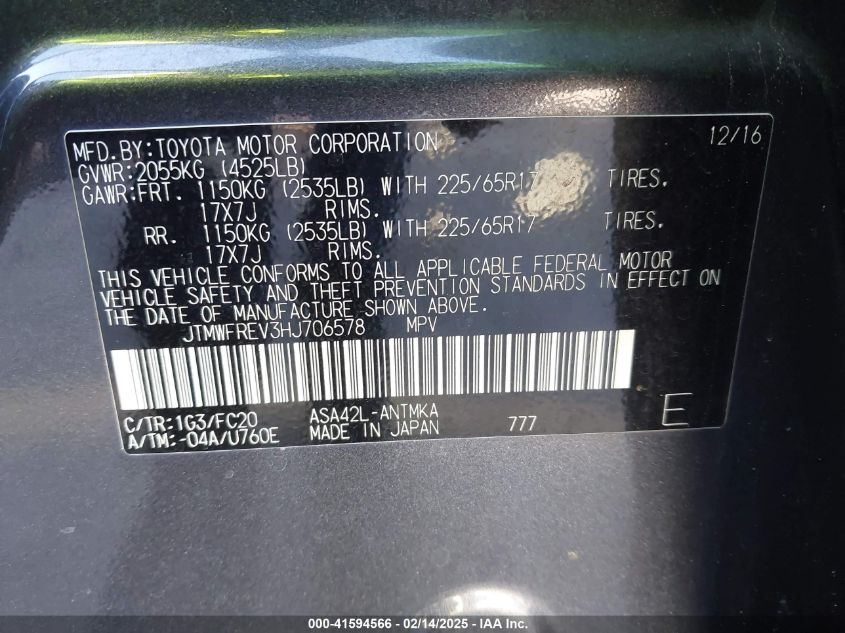 MFD.BY:TOYOTA MOTOR CORPORATION 12/16
GVWR:2055KG (4525LB)
GAWR:FRT. 1150KG (2535LB) WITH 225/65R17 TIRES.
17X7J RIMS.
RR. 1150KG (2535LB) WITH 225/65R17 TIRES.
17X7J RIMS.
THIS VEHICLE CONFORMS TO ALL APPLICABLE FEDERAL MOTOR
VEHICLE SAFETY AND THEFT PREVENTION STANDARDS IN EFFECT ON
THE DATE OF MANUFACTURE SHOWN ABOVE.
JTMWFREV3HJ706578 MPV
C/TR:1G3/FC20 ASA42L-ANTMKA E
A/TM:-04A/U760E MADE IN JAPAN 777
000-41594566 - 02/14/2025 - IAA Inc.